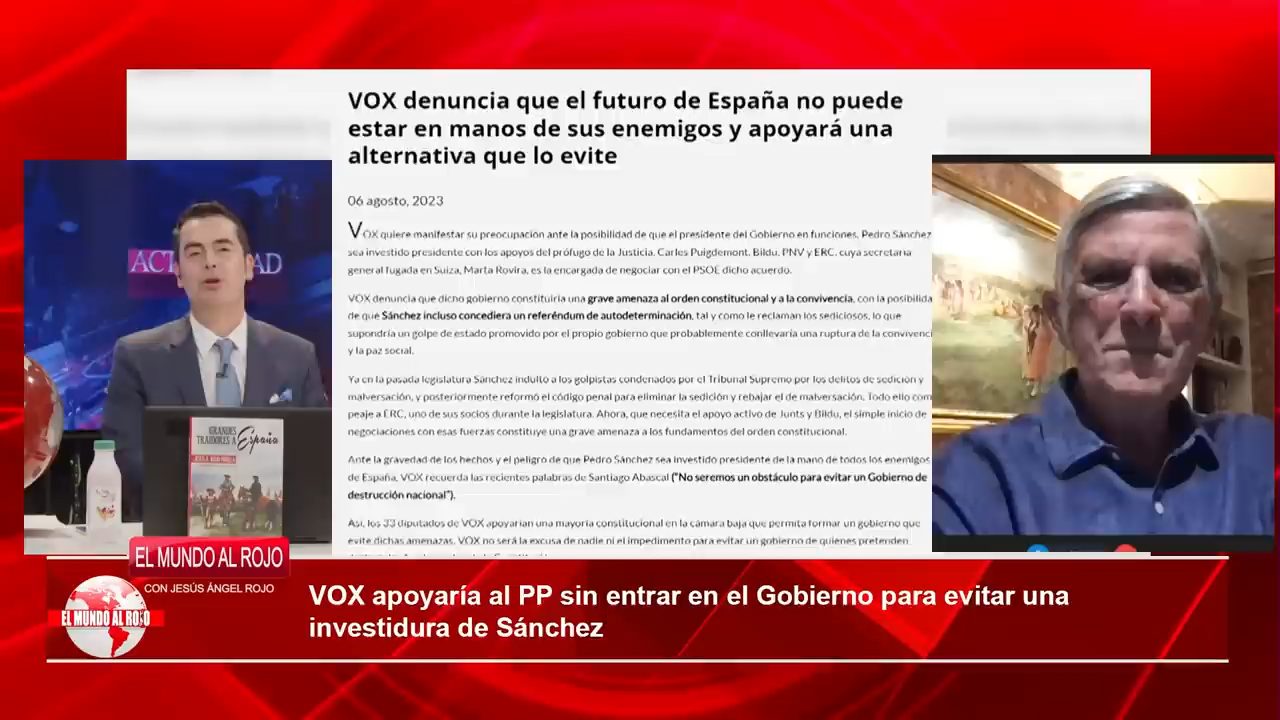 VOX denuncia que el futuro de España no puede
estar en manos de sus enemigos y apoyará una
alternativa que lo evite
06 agosto, 2023
VOX quiere manifestar su preocupación ante la posibilidad de que el presidente del Gobierno en funciones, Pedro Sánchez
sea investido presidente con los apoyos del prófugo de la Justicia, Carles Puigdemont, Bildu, PNV y ERC, cuya secretaria
general fugada en Suiza, Marta Rovira, es la encargada de negociar con el PSOE dicho acuerdo.
VOX denuncia que dicho gobierno constituiría una grave amenaza al orden constitucional y a la convivencia, con la posibilida
de que Sánchez incluso concediera un referéndum de autodeterminación, tal y como le reclaman los sediciosos, lo que
supondría un golpe de estado promovido por el propio gobierno que probablemente conllevaría una ruptura de la convivenci
y la paz social.
Ya en la pasada legislatura Sánchez indultó a los golpistas condenados por el Tribunal Supremo por los delitos de sedición y
malversación, y posteriormente reformó el código penal para eliminar la sedición y rebajar el de malversación. Todo ello com
peaje a ERC, uno de sus socios durante la legislatura. Ahora, que necesita el apoyo activo de Junts y Bildu, el simple inicio de
negociaciones con esas fuerzas constituye una grave amenaza a los fundamentos del orden constitucional.
Ante la gravedad de los hechos y el peligro de que Pedro Sánchez sea investido presidente de la mano de todos los enemigos
de España, VOX recuerda las recientes palabras de Santiago Abascal ("No seremos un obstáculo para evitar un Gobierno de
destrucción nacional").
Así, los 33 diputados de VOX apoyarían una mayoría constitucional en la cámara baja que permita formar un gobierno que
evite dichas amenazas. VOX no será la excusa de nadie ni el impedimento para evitar un gobierno de quienes pretenden
ACT AD
GRANDES
TRAIDORES A
España
EL MUNDO AL ROJO
CON JESÚS ÁNGEL ROJO
EL MUNDO AL ROJO
VOX apoyaría al PP sin entrar en el Gobierno para evitar una
investidura de Sánchez